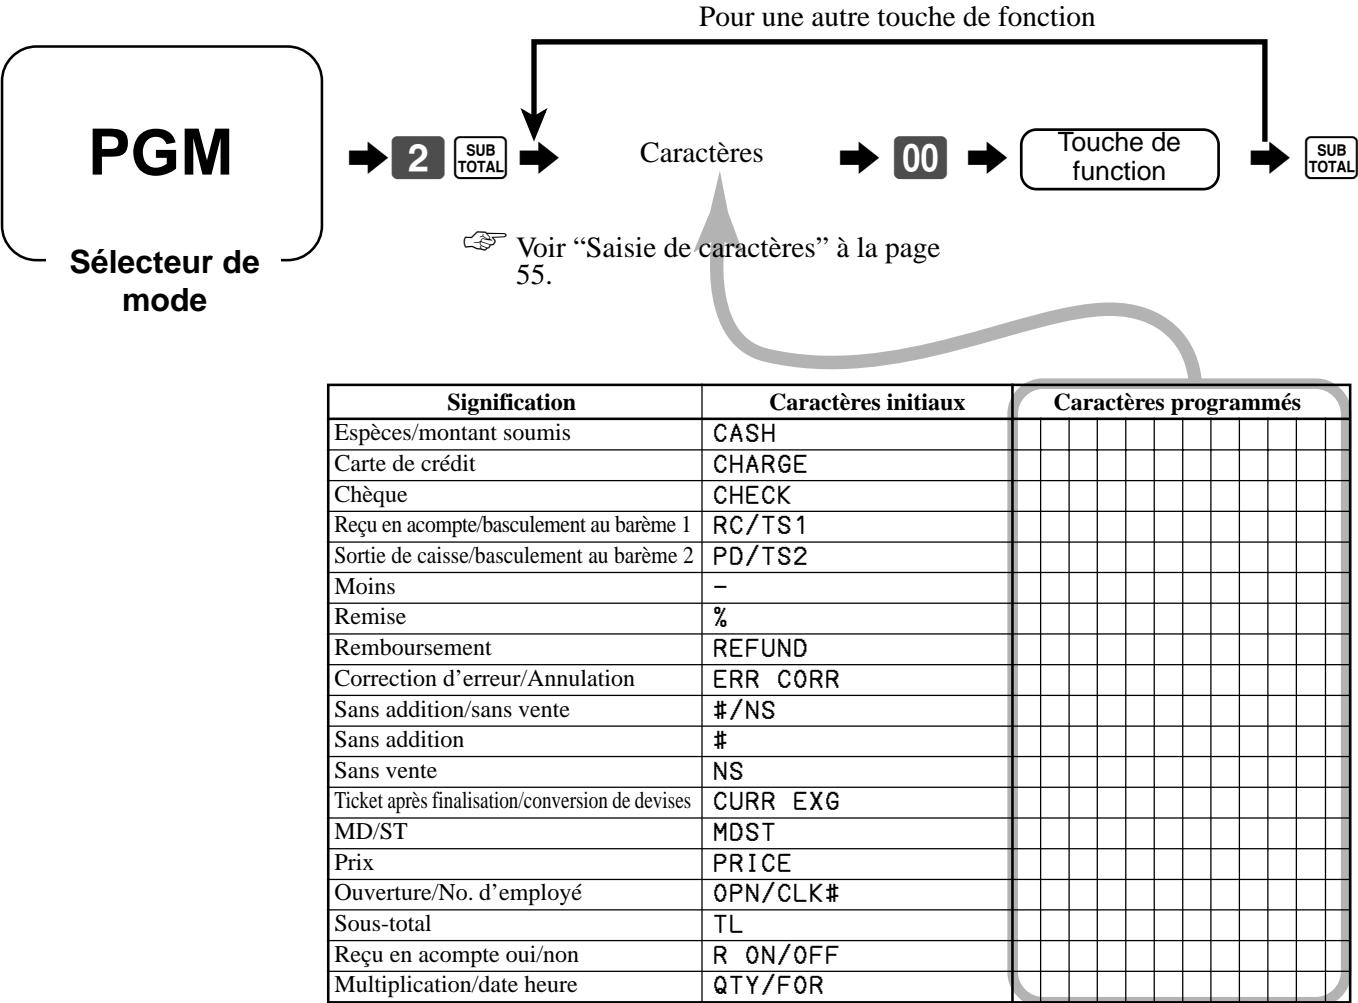 Pour une autre touche de fonction
PGM
Sélecteur de
mode
2
SUB
TOTAL
Caractères
00
Touche de
function
SUB
TOTAL
☞ Voir “Saisie de caractères” à la page
55.
Signification Caractères initiaux Caractères programmés
Espèces/montant soumis CASH
Carte de crédit CHARGE
Chèque CHECK
Reçu en acompte/basculement au barème 1 RC/TS1
Sortie de caisse/basculement au barème 2 PD/TS2
Moins –
Remise %
Remboursement REFUND
Correction d’erreur/Annulation ERR CORR
Sans addition/sans vente #/NS
Sans addition #
Sans vente NS
Ticket après finalisation/conversion de devises CURR EXG
MD/ST MDST
Prix PRICE
Ouverture/No. d’employé OPN/CLK#
Sous-total TL
Reçu en acompte oui/non R ON/OFF
Multiplication/date heure QTY/FOR